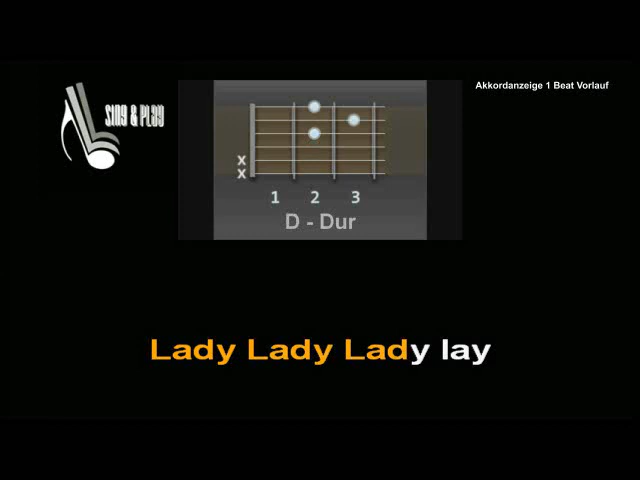 Akkordanzeige 1 Beat Vorlauf
SING & PLAY
x
x
1 2 3
D - Dur
Lady Lady Lady lay